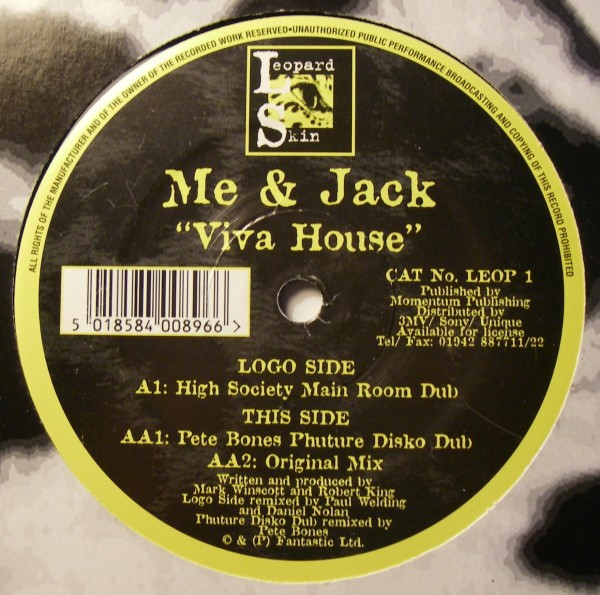 ALL RIGHTS OF THE MANUFACTURER AND OF THE OWNER OF THE RECORDED WORK RESERVED•UNAUTHORIZED PUBLIC PERFORMANCE BROADCASTING AND COPYING OF THIS RECORD PROHIBITED
Leopard
Skin
Me & Jack
"Viva House"
5 018584 008966 >
CAT No. LEOP 1
Published by
Momentum Publishing
Distributed by
3MV/ Sony/ Unique
Available for license
Tel/ Fax: 01942 887711/22
LOGO SIDE
A1: High Society Main Room Dub
THIS SIDE
AA1: Pete Bones Phuture Disko Dub
AA2: Original Mix
Written and produced by
Mark Winscott and Robert King
Logo Side remixed by Paul Welding
and Daniel Nolan
Phuture Disko Dub remixed by
Pete Bones
© & (P) Fantastic Ltd.